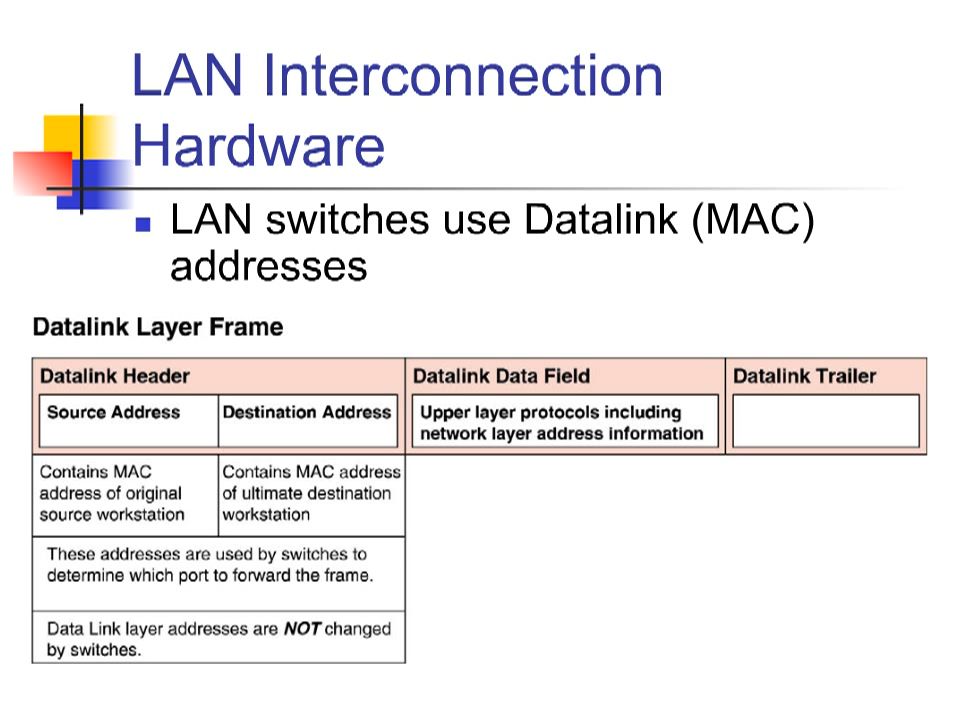 LAN Interconnection
Hardware
LAN switches use Datalink (MAC)
addresses
Datalink Layer Frame
Datalink Header
Datalink Data Field
Datalink Trailer
Source Address
Destination Address
Upper layer protocols including
network layer address information
Contains MAC
address of original
source workstation
Contains MAC address
of ultimate destination
workstation
These addresses are used by switches to
determine which port to forward the frame.
Data Link layer addresses are NOT changed
by switches.